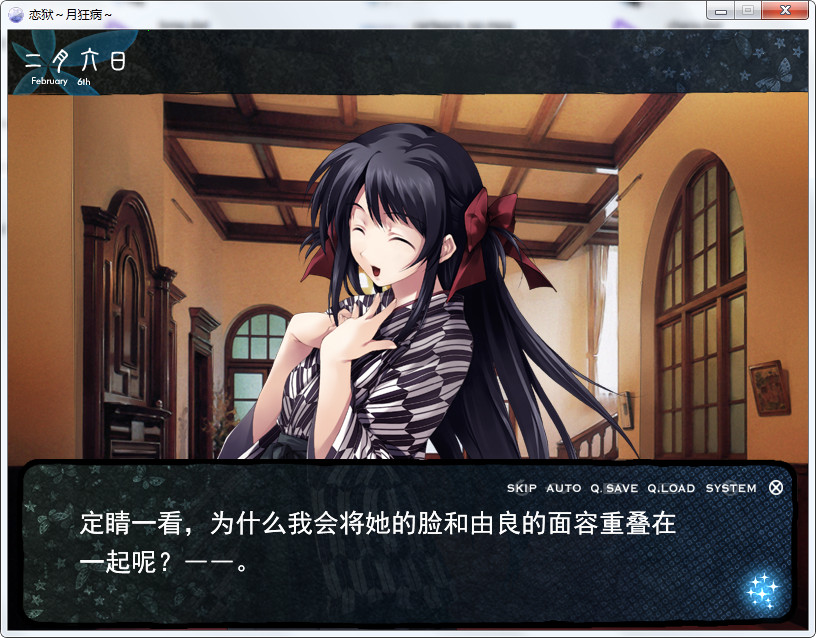 恋狱～月狂病～
二月六日
February 6th
SKIP AUTO Q.SAVE Q.LOAD SYSTEM
定睛一看，为什么我会将她的脸和由良的面容重叠在
一起呢？——。